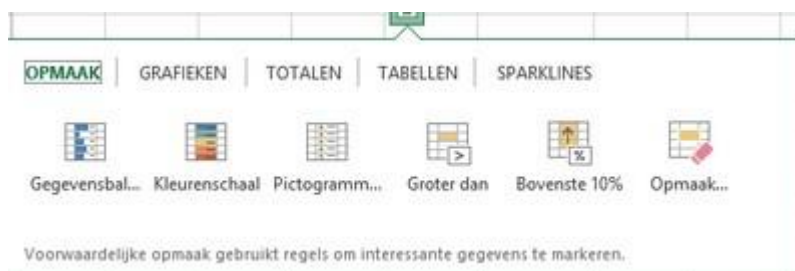 OPMAAK GRAFIEKEN TOTALEN TABELLEN SPARKLINES
Gegevensbal... Kleurenschaal Pictogramm... Groter dan Bovenste 10% Opmaak...
Voorwaardelijke opmaak gebruikt regels om interessante gegevens te markeren.